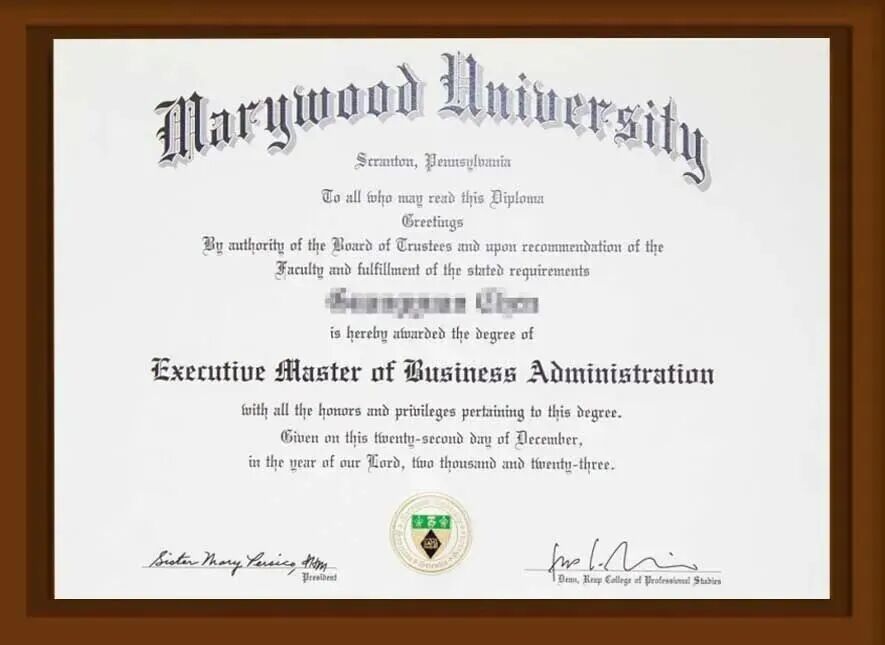 Marywood University
Scranton, Pennsylvania
To all who may read this Diploma
Greetings
By authority of the Board of Trustees and upon recommendation of the
Faculty and fulfillment of the stated requirements
is hereby awarded the degree of
Executive Master of Business Administration
with all the honors and privileges pertaining to this degree.
Given on this twenty-second day of December,
in the year of our Lord, two thousand and twenty-three.
Sister Mary Persico, IHM
President
Dean, Reap College of Professional Studies